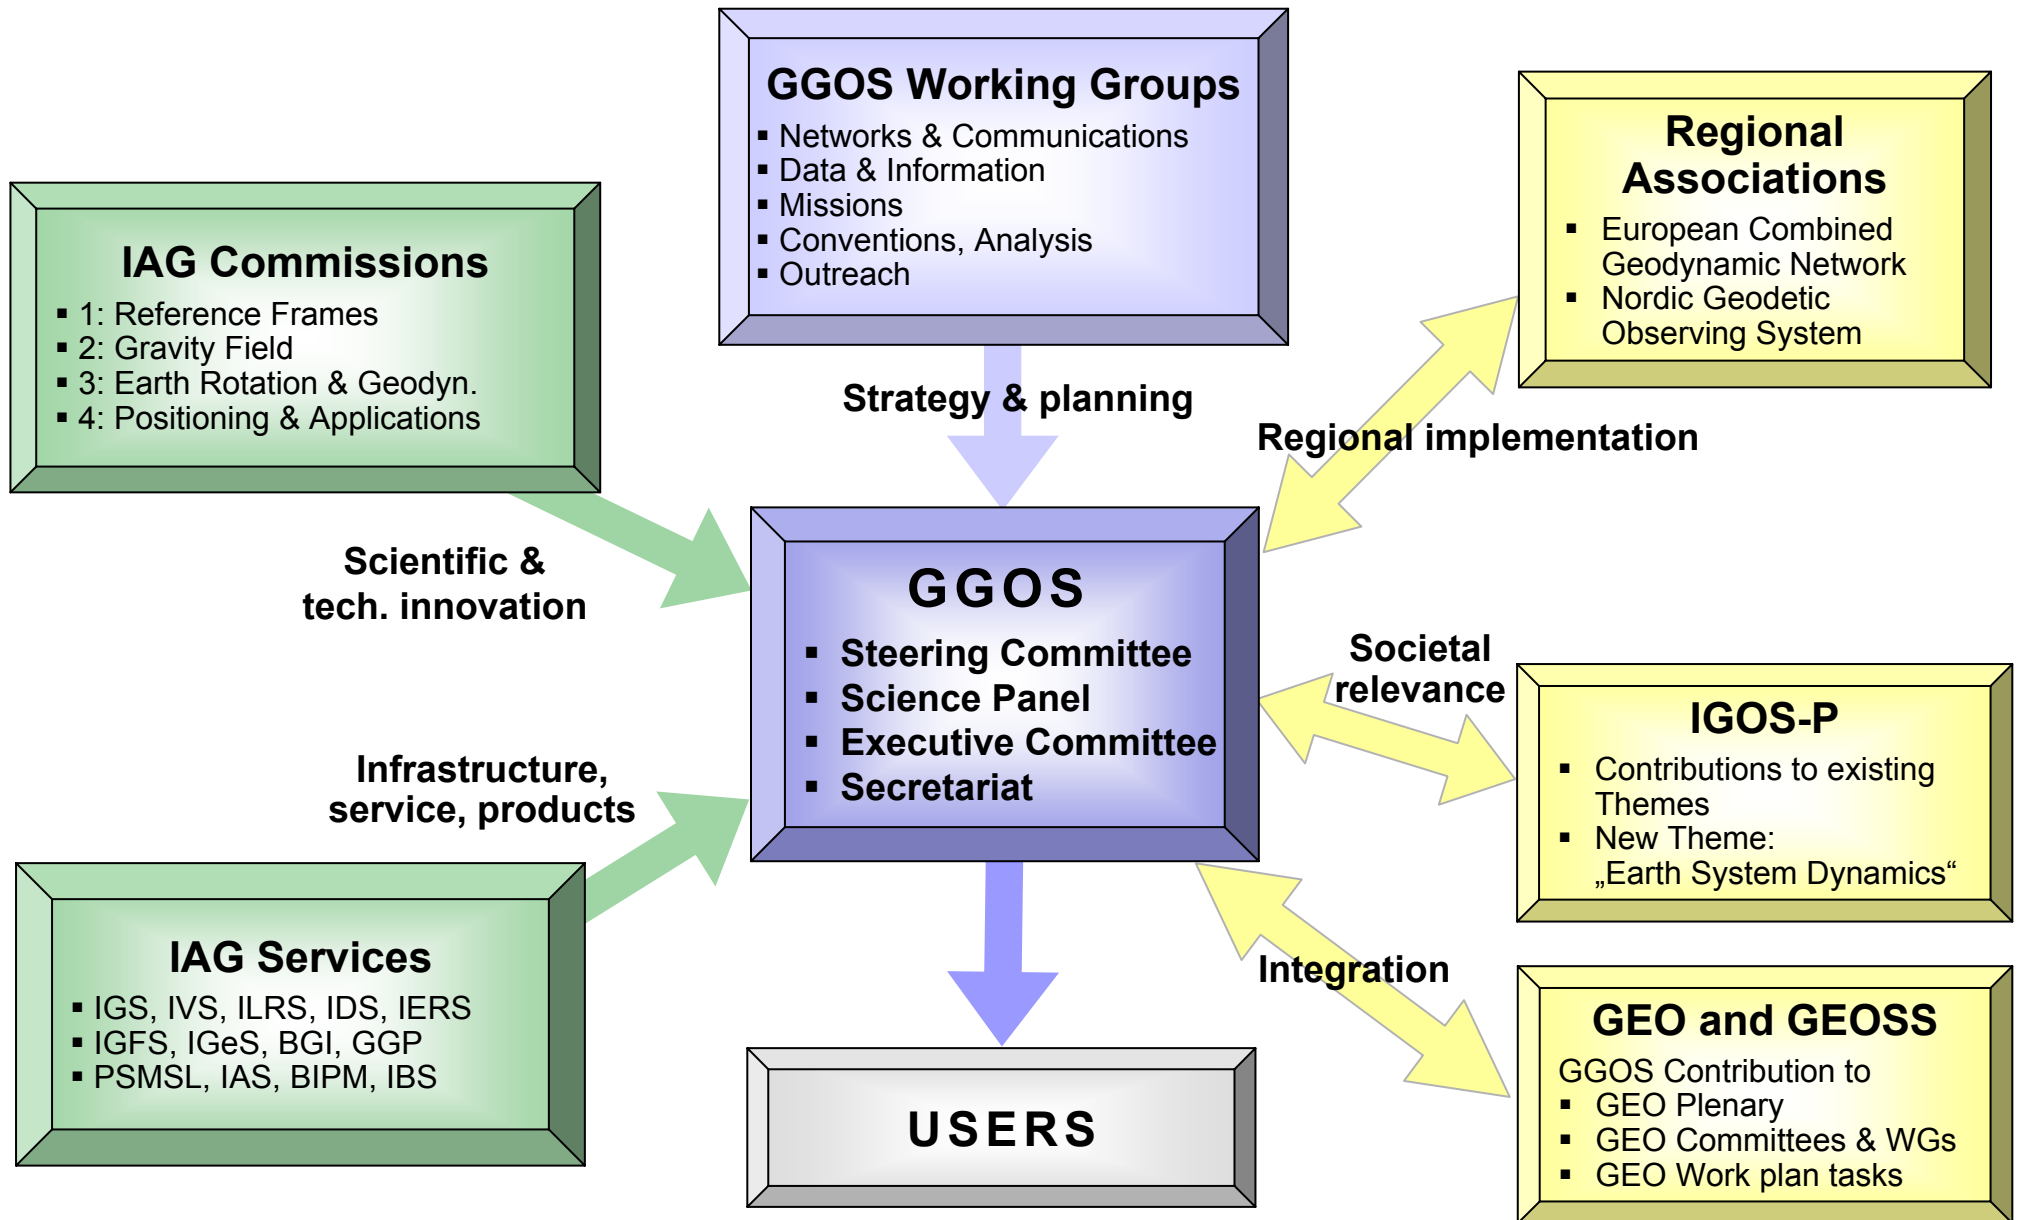 GGOS Working Groups
▪ Networks & Communications
▪ Data & Information
▪ Missions
▪ Conventions, Analysis
▪ Outreach
Regional
Associations
▪ European Combined
Geodynamic Network
▪ Nordic Geodetic
Observing System
IAG Commissions
▪ 1: Reference Frames
▪ 2: Gravity Field
▪ 3: Earth Rotation & Geodyn.
▪ 4: Positioning & Applications
Strategy & planning
Regional implementation
Scientific &
tech. innovation
GGOS
▪ Steering Committee
▪ Science Panel
▪ Executive Committee
▪ Secretariat
Societal
relevance
IGOS-P
▪ Contributions to existing
Themes
▪ New Theme:
„Earth System Dynamics“
Infrastructure,
service, products
IAG Services
▪ IGS, IVS, ILRS, IDS, IERS
▪ IGFS, IGeS, BGI, GGP
▪ PSMSL, IAS, BIPM, IBS
Integration
GEO and GEOSS
GGOS Contribution to
▪ GEO Plenary
▪ GEO Committees & WGs
▪ GEO Work plan tasks
USERS